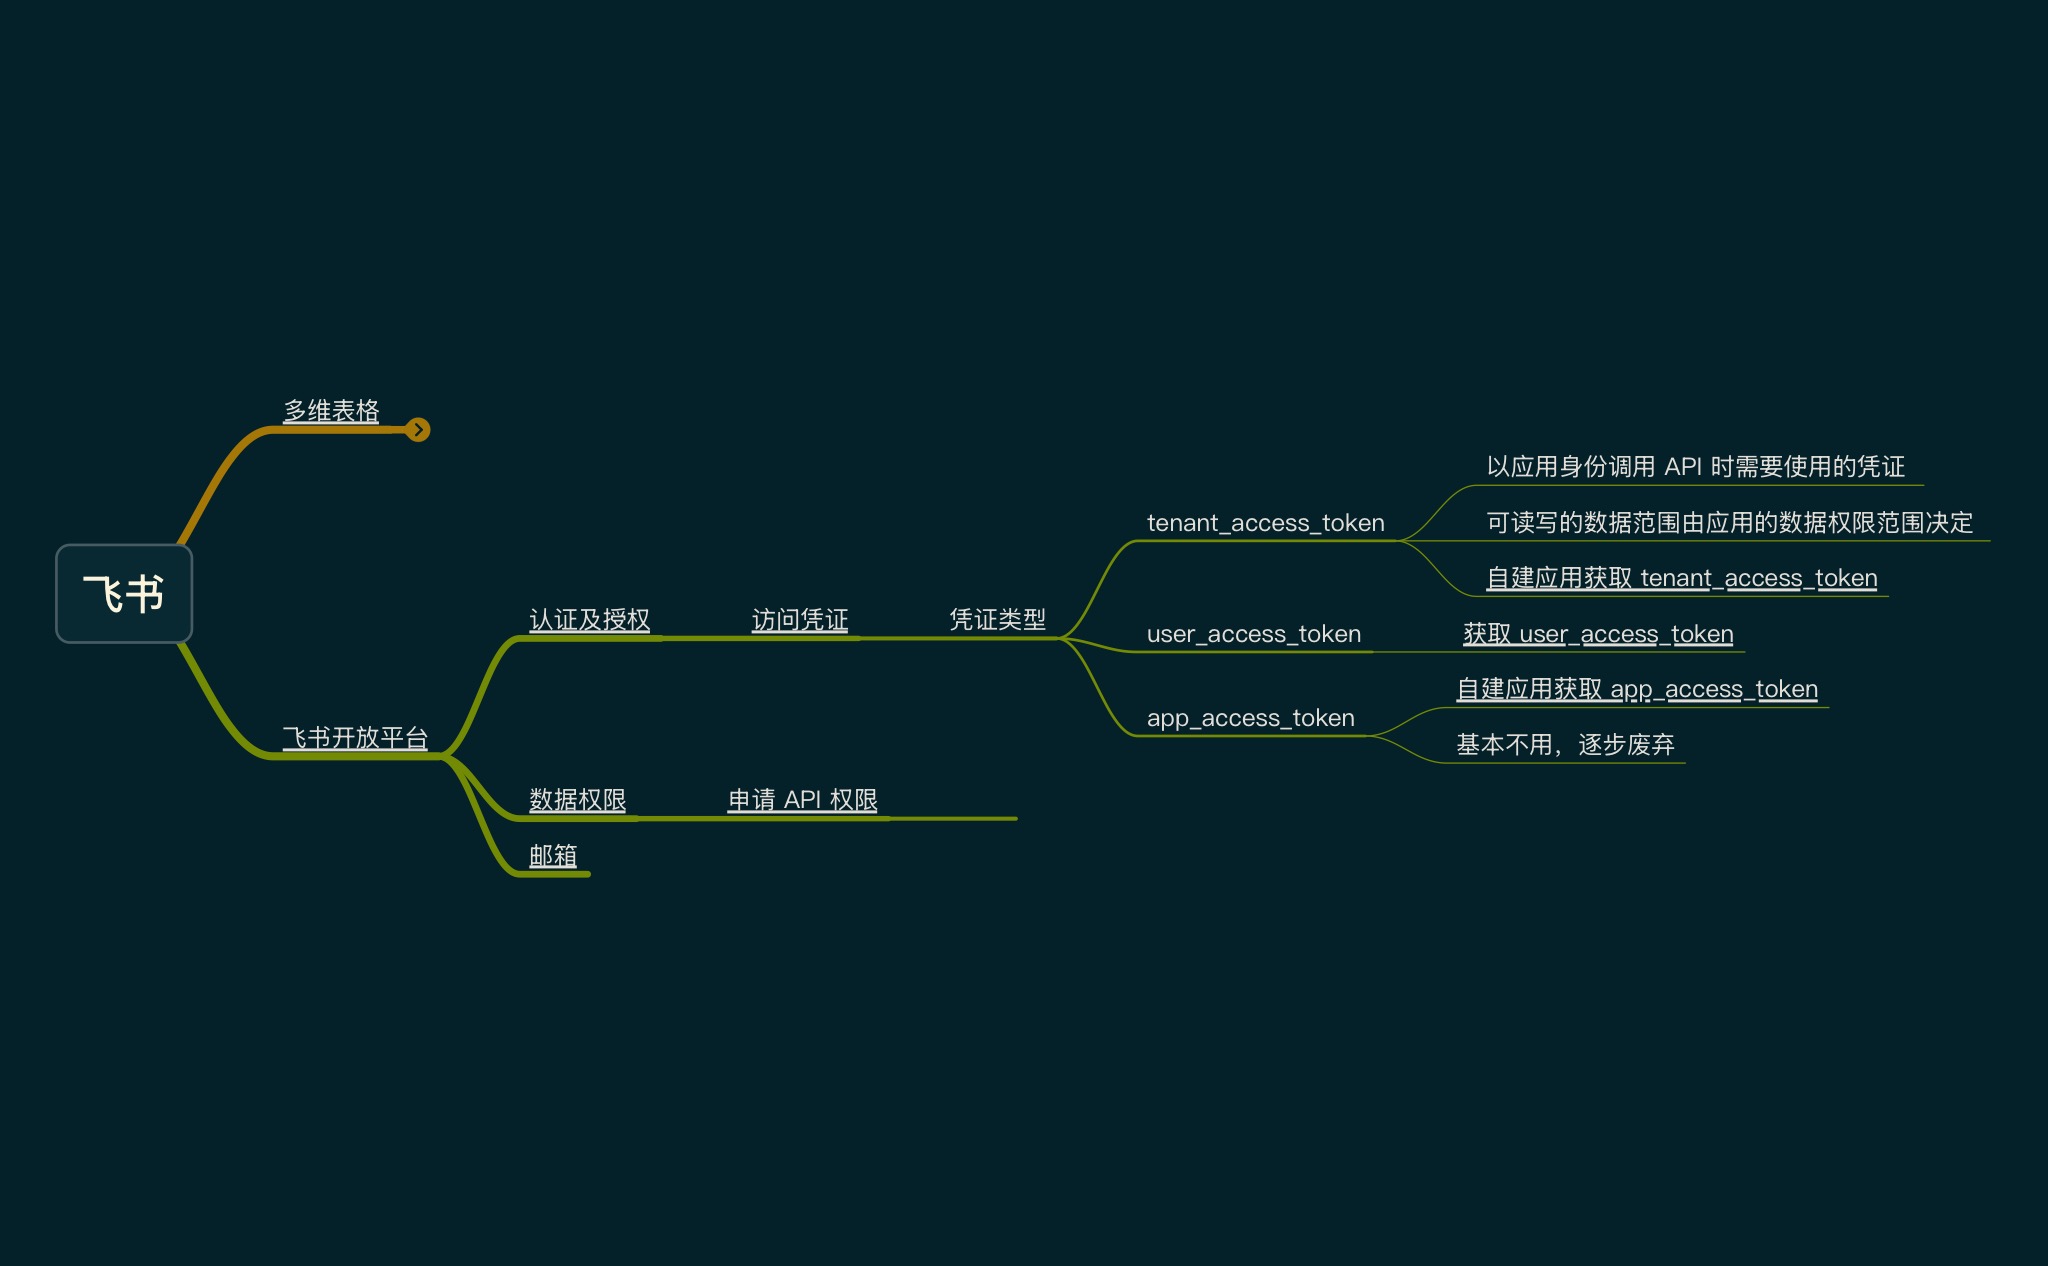 飞书
多维表格
飞书开放平台
认证及授权
访问凭证
凭证类型
tenant_access_token
以应用身份调用 API 时需要使用的凭证
可读写的数据范围由应用的数据权限范围决定
自建应用获取 tenant_access_token
user_access_token
获取 user_access_token
app_access_token
自建应用获取 app_access_token
基本不用，逐步废弃
数据权限
申请 API 权限
邮箱